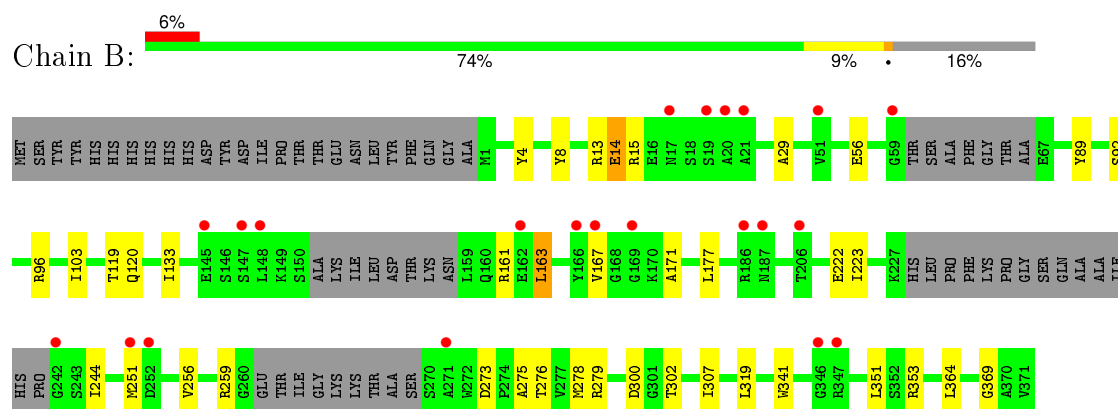 6%
Chain B:
74% 9% • 16%
MET SER TYR TYR HIS HIS HIS HIS HIS HIS ASP TYR ASP ILE PRO THR THR GLU ASN LEU TYR PHE GLN GLY ALA M1 Y4 Y8 R13 E14 R15 E16 N17 S18 S19 A20 A21 A29 V51 E56 G59 THR SER ALA PHE GLY THR ALA E67 Y89 S92
R96 I103 T119 Q120 I133 E145 S146 S147 L148 K149 S150 ALA LYS ILE LEU ASP THR LYS ASN L159 Q160 R161 E162 L163 Y166 V167 G168 G169 K170 A171 L177 R186 N187 T206 E222 I223 K227 HIS LEU PRO PHE LYS PRO GLY SER GLN ALA ALA ILE
HIS PRO G242 S243 I244 M251 D252 V256 R259 G260 GLU THR ILE GLY LYS LYS THR ALA SER S270 A271 W272 D273 P274 A275 T276 V277 M278 R279 D300 G301 T302 I307 L319 W341 G346 R347 L351 S352 R353 L364 G369 A370 V371